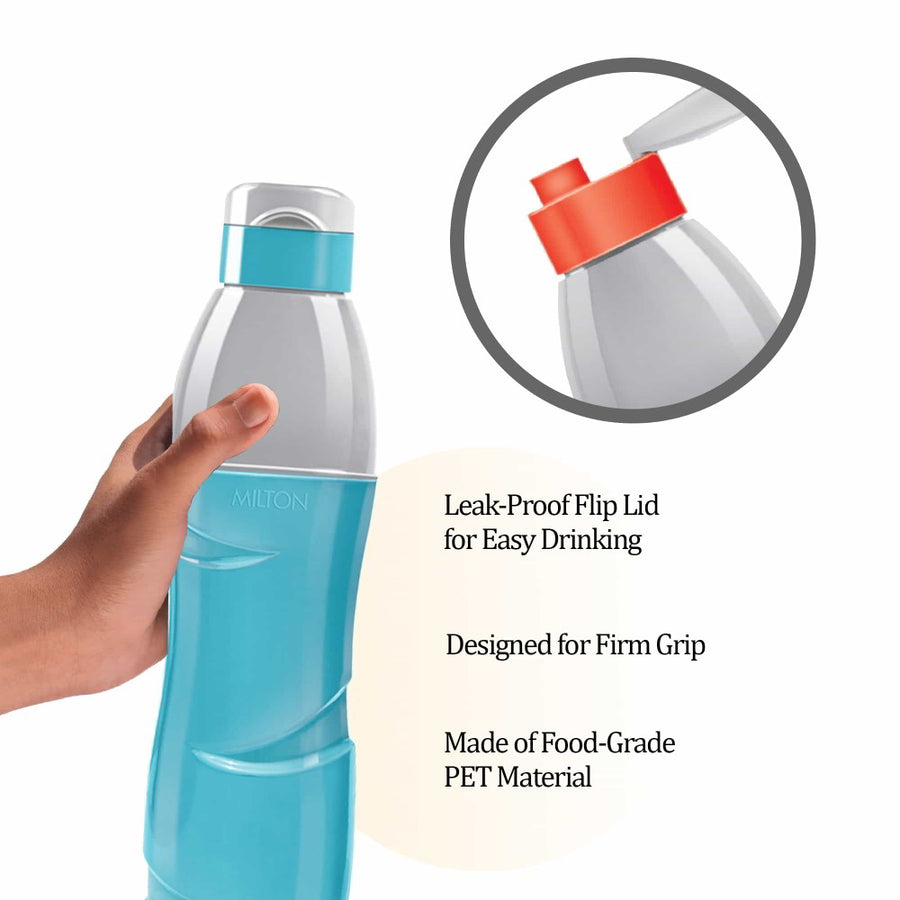 MILTON
Leak-Proof Flip Lid
for Easy Drinking
Designed for Firm Grip
Made of Food-Grade
PET Material